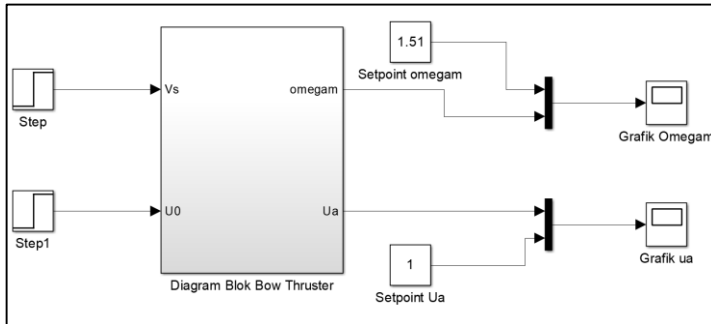 1.51
Setpoint omegam
Step
Vs
omegam
Grafik Omegam
Step1
U0
Ua
Grafik ua
1
Setpoint Ua
Diagram Blok Bow Thruster